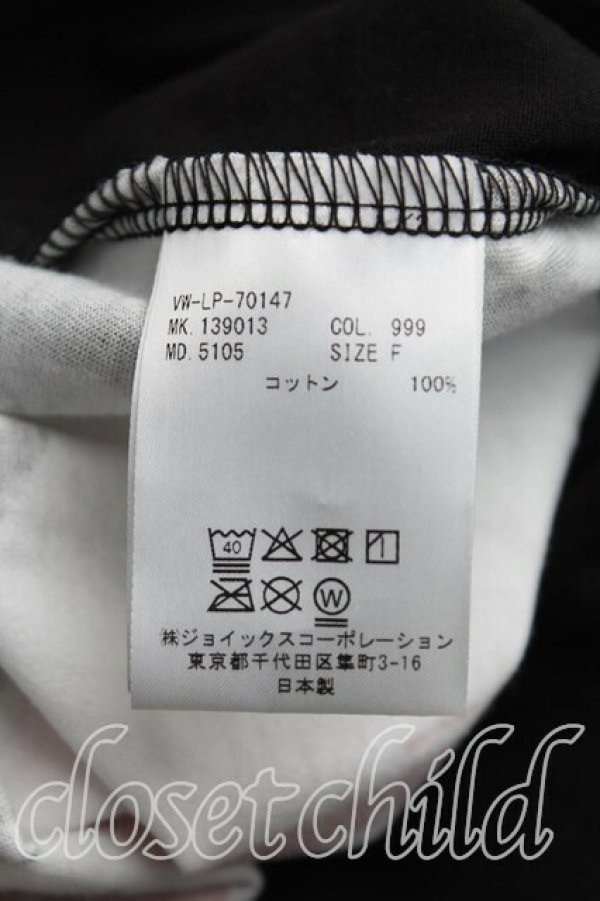 VW-LP-70147
MK. 139013 COL. 999
MD. 5105 SIZE F
コットン 100%
40
W
㈱ジョイックスコーポレーション
東京都千代田区隼町3-16
日本製
closetchild